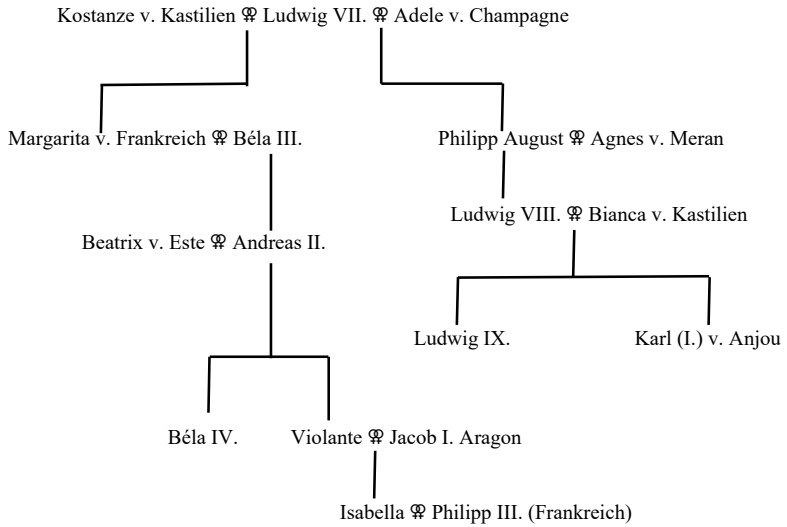 Kostanze v. Kastilien ⚭ Ludwig VII. ⚭ Adele v. Champagne
Margarita v. Frankreich ⚭ Béla III.
Philipp August ⚭ Agnes v. Meran
Ludwig VIII. ⚭ Bianca v. Kastilien
Beatrix v. Este ⚭ Andreas II.
Ludwig IX.
Karl (I.) v. Anjou
Béla IV.
Violante ⚭ Jacob I. Aragon
Isabella ⚭ Philipp III. (Frankreich)